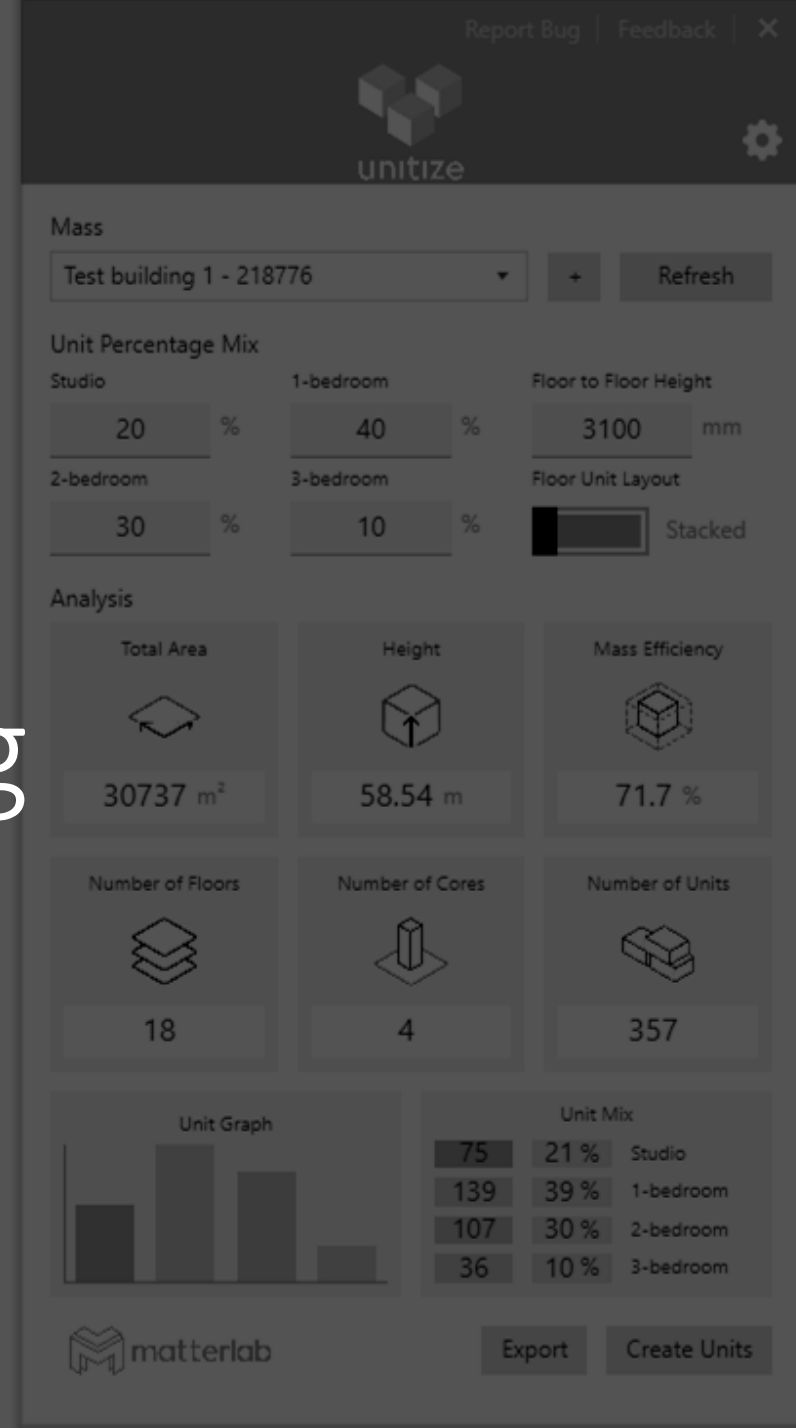 Report Bug | Feedback | ✕
unitize
Mass
Test building 1 - 218776 + Refresh
Unit Percentage Mix
Studio 1-bedroom Floor to Floor Height
20 % 40 % 3100 mm
2-bedroom 3-bedroom Floor Unit Layout
30 % 10 % Stacked
Analysis
Total Area Height Mass Efficiency
30737 m² 58.54 m 71.7 %
Number of Floors Number of Cores Number of Units
18 4 357
Unit Graph
Unit Mix
75 21 % Studio
139 39 % 1-bedroom
107 30 % 2-bedroom
36 10 % 3-bedroom
matterlab Export Create Units